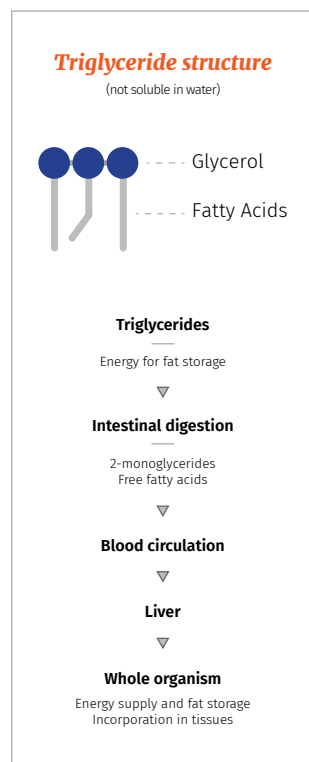 Triglyceride structure
(not soluble in water)
Glycerol
Fatty Acids
Triglycerides
Energy for fat storage
Intestinal digestion
2-monoglycerides
Free fatty acids
Blood circulation
Liver
Whole organism
Energy supply and fat storage
Incorporation in tissues